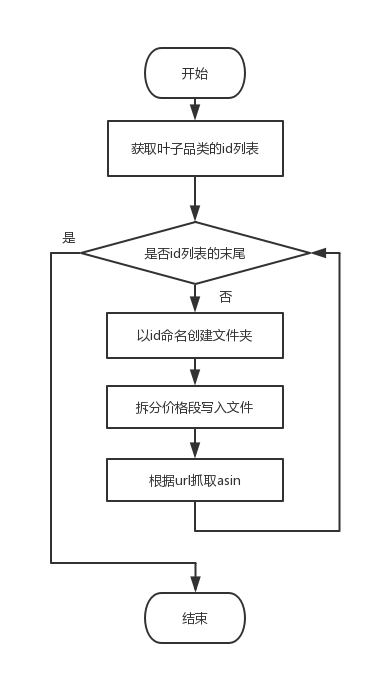 开始
获取叶子品类的id列表
是
是否id列表的末尾
否
以id命名创建文件夹
拆分价格段写入文件
根据url抓取asin
结束